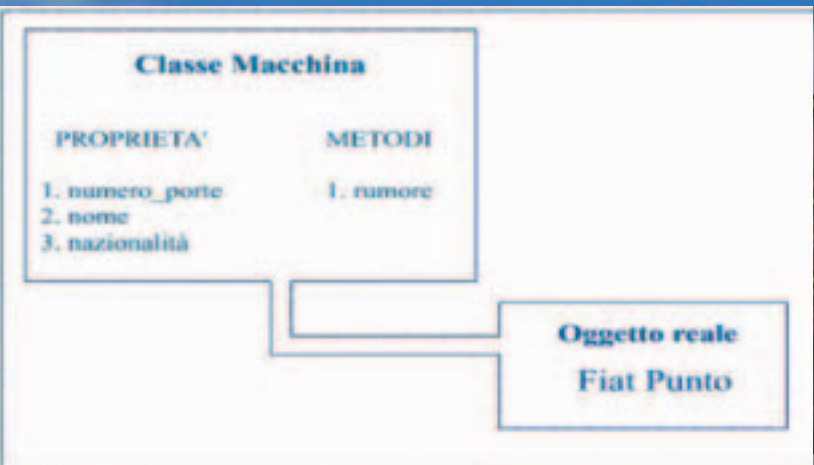 Classe Macchina
PROPRIETA' METODI
1. numero_porte 1. rumore
2. nome
3. nazionalità
Oggetto reale
Fiat Punto